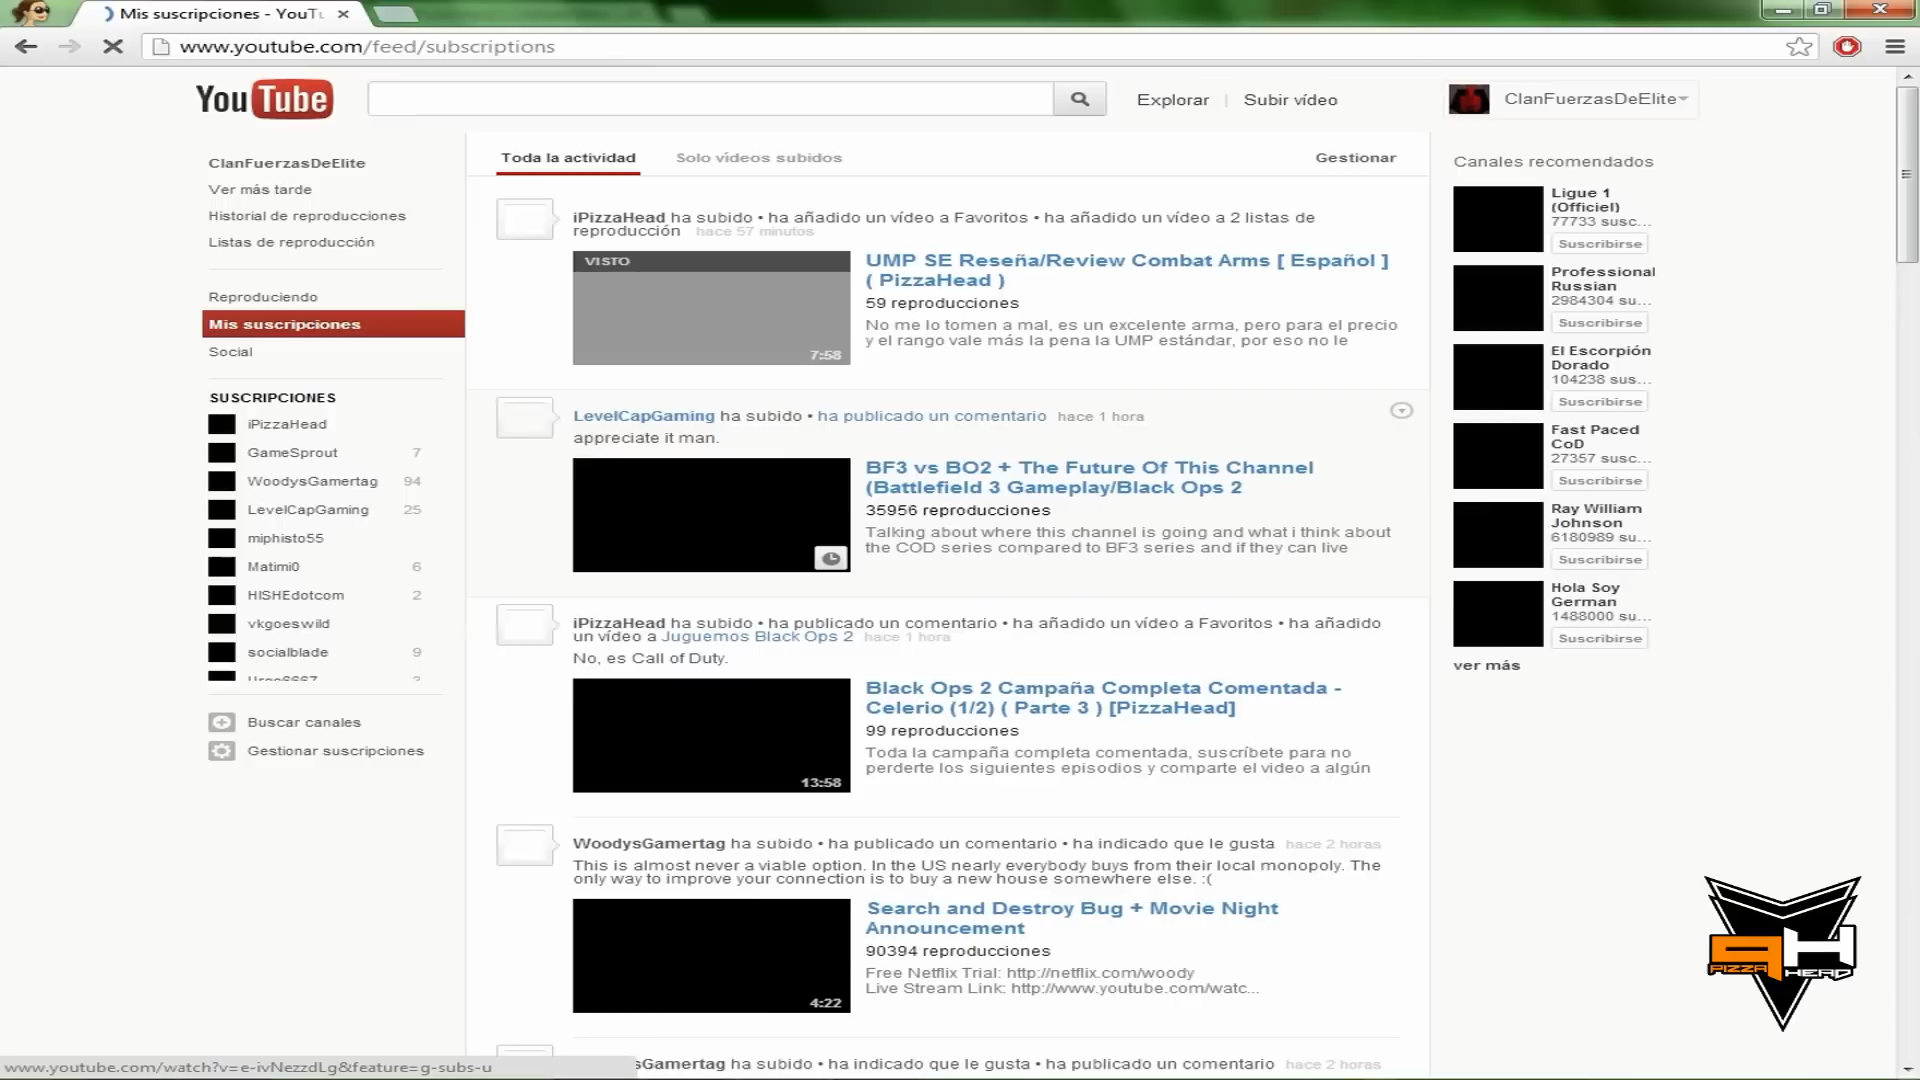 Mis suscripciones - YouTu
www.youtube.com/feed/subscriptions
YouTube
Explorar
Subir vídeo
ClanFuerzasDeElite
ClanFuerzasDeElite
Ver más tarde
Historial de reproducciones
Listas de reproducción
Reproduciendo
Mis suscripciones
Social
SUSCRIPCIONES
iPizzaHead
GameSprout 7
WoodysGamertag 94
LevelCapGaming 25
miphisto55
Matimi0 6
HISHEdotcom 2
vkgoeswild
socialblade 9
Buscar canales
Gestionar suscripciones
Toda la actividad
Solo vídeos subidos
Gestionar
iPizzaHead ha subido • ha añadido un vídeo a Favoritos • ha añadido un vídeo a 2 listas de
reproducción hace 57 minutos
VISTO
7:58
UMP SE Reseña/Review Combat Arms [ Español ]
( PizzaHead )
59 reproducciones
No me lo tomen a mal, es un excelente arma, pero para el precio
y el rango vale más la pena la UMP estándar, por eso no le
LevelCapGaming ha subido • ha publicado un comentario hace 1 hora
appreciate it man.
BF3 vs BO2 + The Future Of This Channel
(Battlefield 3 Gameplay/Black Ops 2
35956 reproducciones
Talking about where this channel is going and what i think about
the COD series compared to BF3 series and if they can live
iPizzaHead ha subido • ha publicado un comentario • ha añadido un vídeo a Favoritos • ha añadido
un vídeo a Juguemos Black Ops 2 hace 1 hora
No, es Call of Duty.
13:58
Black Ops 2 Campaña Completa Comentada -
Celerio (1/2) ( Parte 3 ) [PizzaHead]
99 reproducciones
Toda la campaña completa comentada, suscríbete para no
perderte los siguientes episodios y comparte el video a algún
WoodysGamertag ha subido • ha publicado un comentario • ha indicado que le gusta hace 2 horas
This is almost never a viable option. In the US nearly everybody buys from their local monopoly. The
only way to improve your connection is to buy a new house somewhere else. :(
4:22
Search and Destroy Bug + Movie Night
Announcement
90394 reproducciones
Free Netflix Trial: http://netflix.com/woody
Live Stream Link: http://www.youtube.com/watc...
sGamertag ha subido • ha indicado que le gusta • ha publicado un comentario hace 2 horas
Canales recomendados
Ligue 1
(Officiel)
77733 susc...
Suscribirse
Professional
Russian
2984304 su...
Suscribirse
El Escorpión
Dorado
104238 sus...
Suscribirse
Fast Paced
CoD
27357 susc...
Suscribirse
Ray William
Johnson
6180989 su...
Suscribirse
Hola Soy
German
1488000 su...
Suscribirse
ver más
PH
PIZZA HEAD
www.youtube.com/watch?v=e-ivNezzdLg&feature=g-subs-u